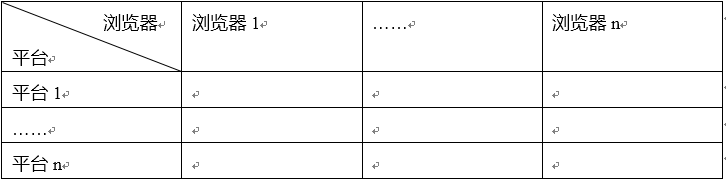 浏览器
平台
浏览器 1
……
浏览器 n
平台 1
……
平台 n